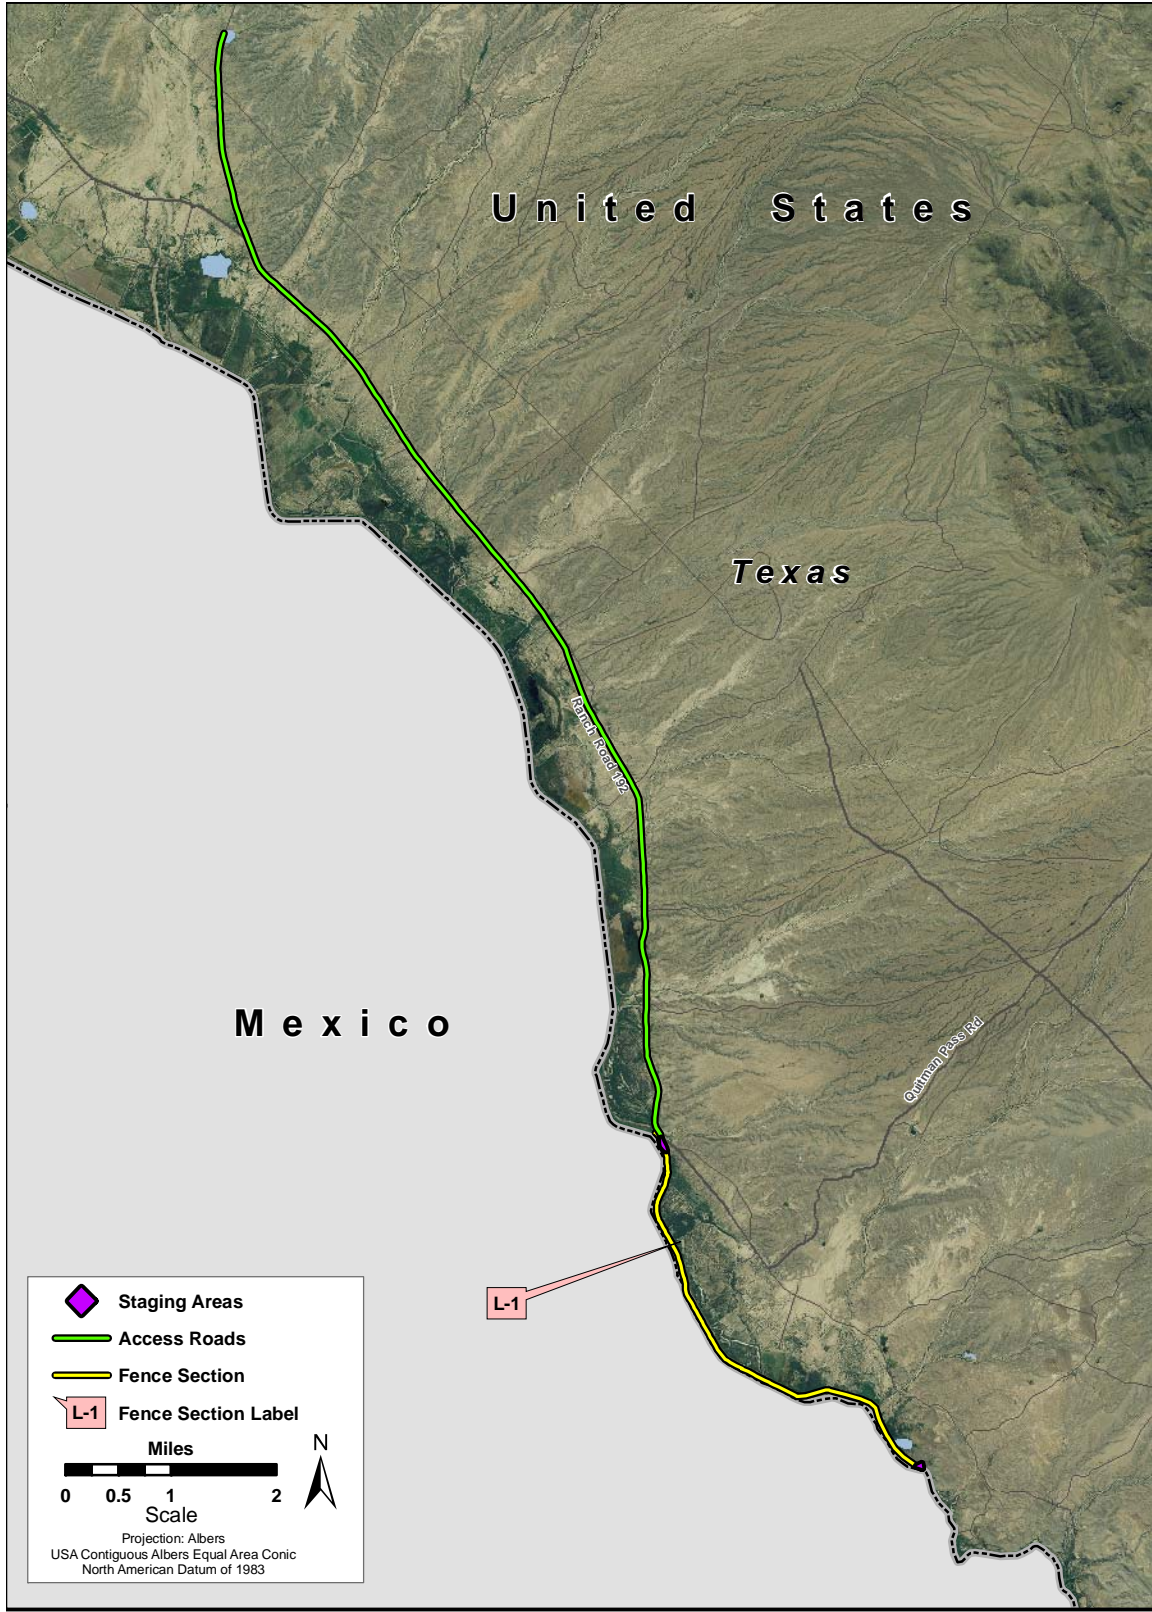 United States
Texas
Ranch Road 192
Mexico
Quitman Pass Rd
L-1
Staging Areas
Access Roads
Fence Section
L-1 Fence Section Label
Miles
N
0 0.5 1 2
Scale
Projection: Albers
USA Contiguous Albers Equal Area Conic
North American Datum of 1983